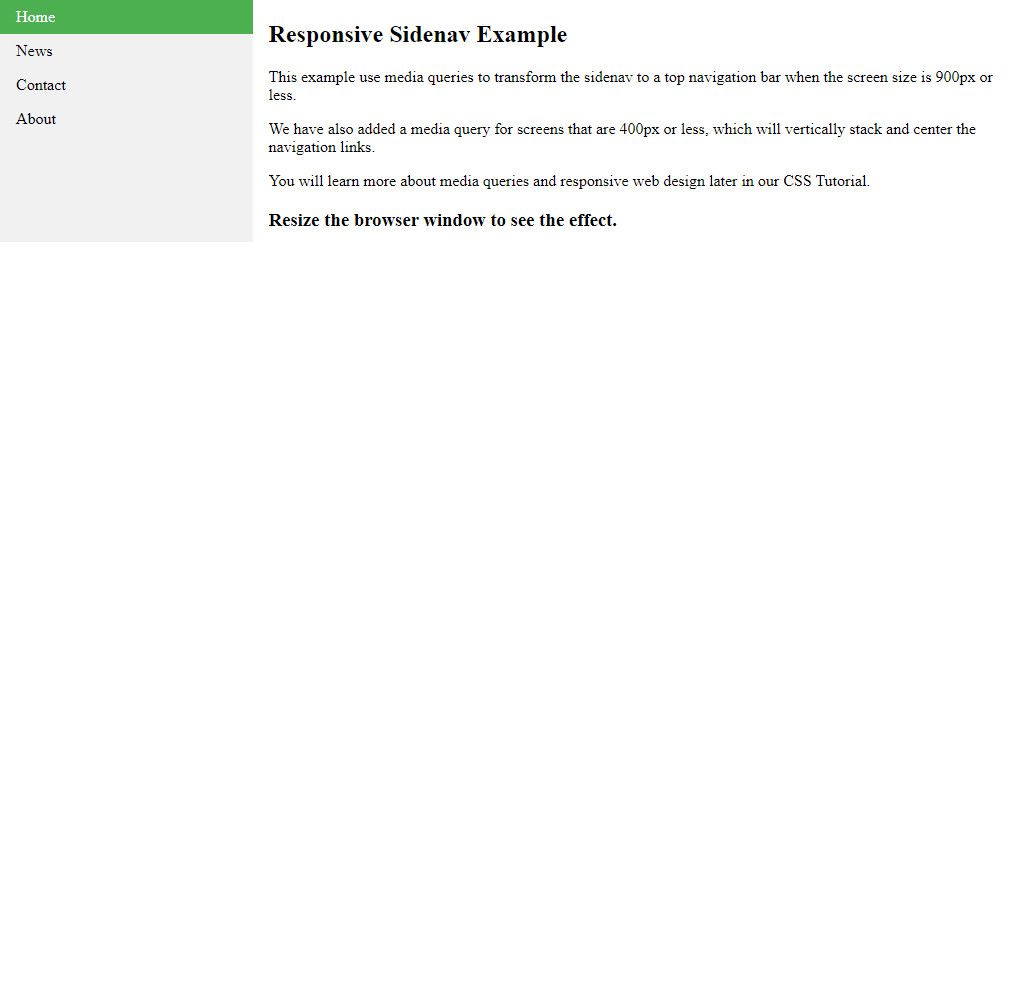 Home
News
Contact
About
Responsive Sidenav Example
This example use media queries to transform the sidenav to a top navigation bar when the screen size is 900px or
less.
We have also added a media query for screens that are 400px or less, which will vertically stack and center the
navigation links.
You will learn more about media queries and responsive web design later in our CSS Tutorial.
Resize the browser window to see the effect.